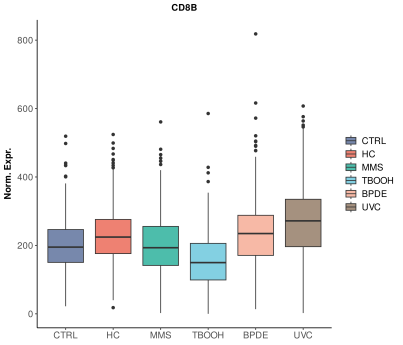 CD8B
Norm. Expr.
800
600
400
200
0
CTRL
HC
MMS
TBOOH
BPDE
UVC
CTRL
HC
MMS
TBOOH
BPDE
UVC